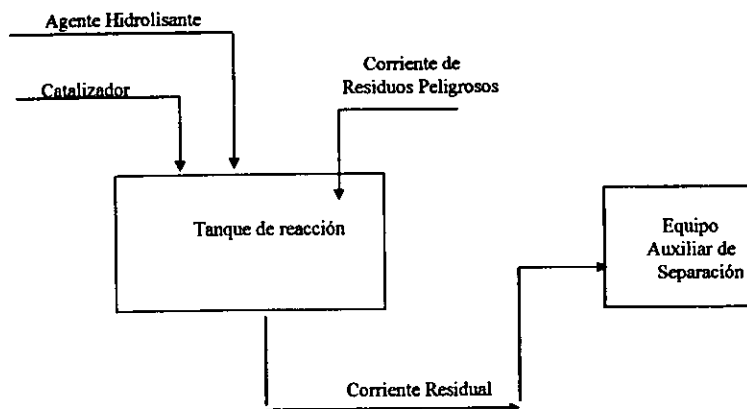 Agente Hidrolisante
Catalizador
Corriente de
Residuos Peligrosos
Tanque de reacción
Equipo
Auxiliar de
Separación
Corriente Residual